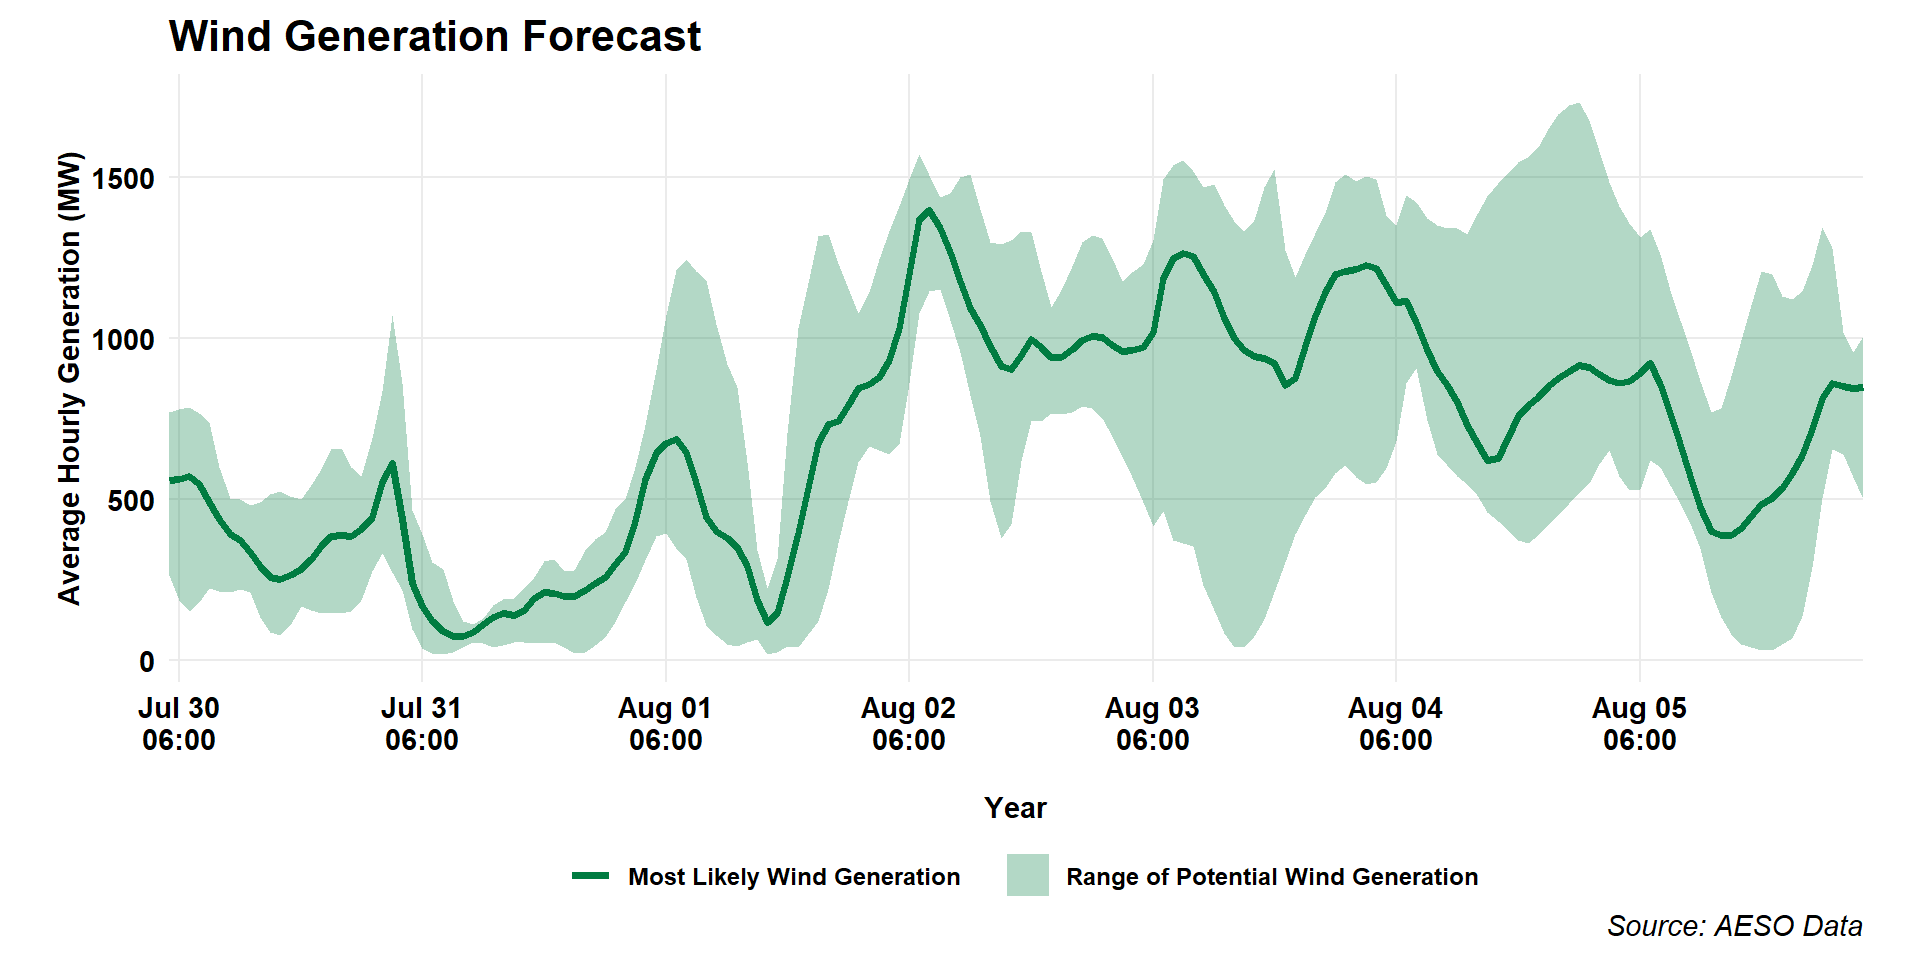 Wind Generation Forecast
Average Hourly Generation (MW)
1500
1000
500
0
Jul 30 Jul 31 Aug 01 Aug 02 Aug 03 Aug 04 Aug 05
06:00 06:00 06:00 06:00 06:00 06:00 06:00
Year
Most Likely Wind Generation Range of Potential Wind Generation
Source: AESO Data